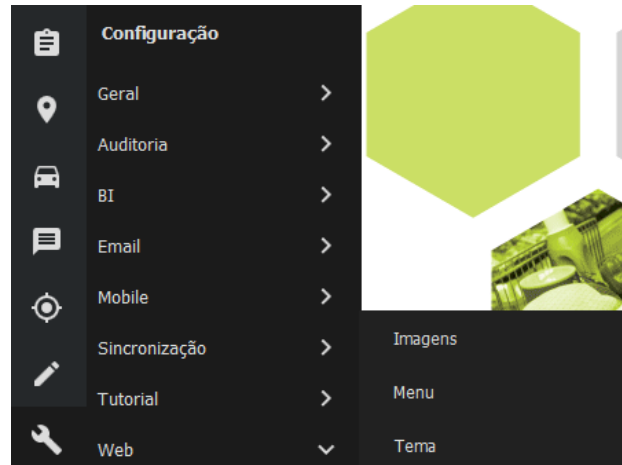 Configuração
Geral
Auditoria
BI
Email
Mobile
Sincronização
Tutorial
Web
Imagens
Menu
Tema